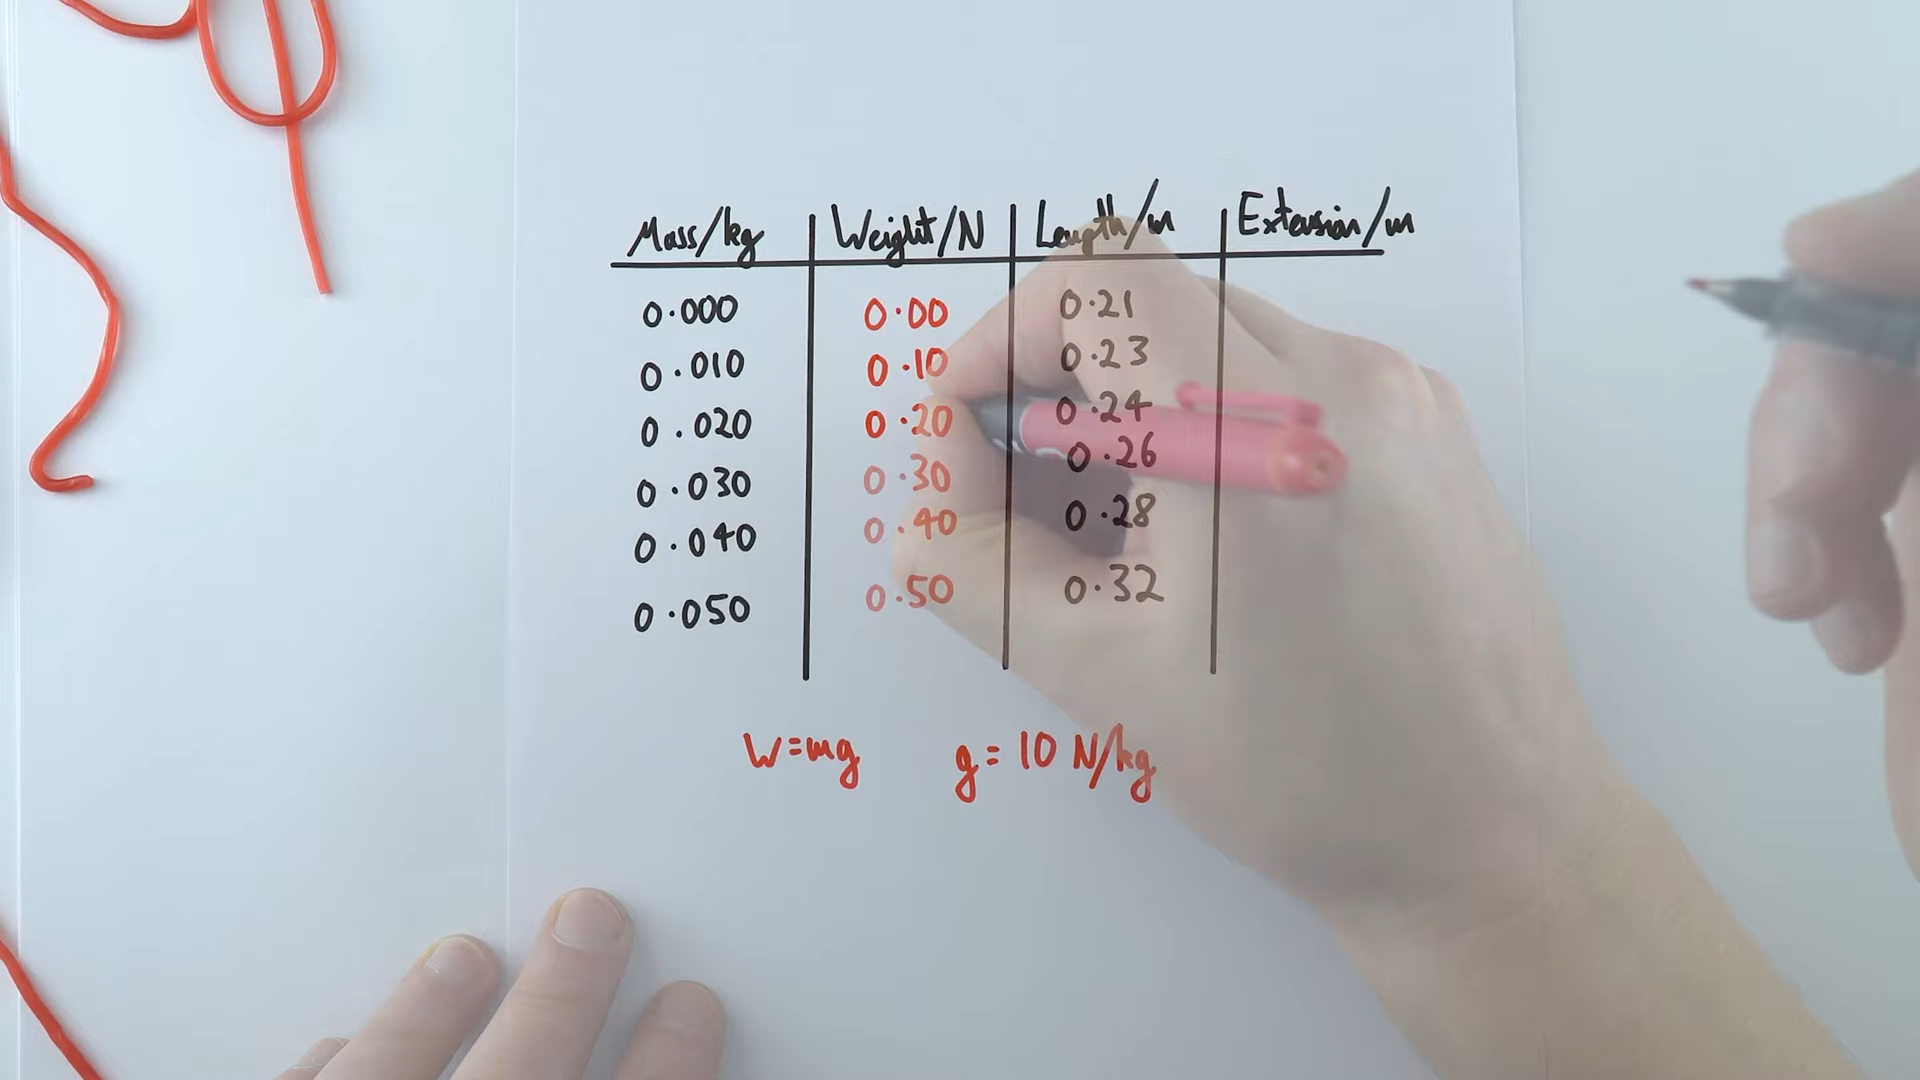 Mass/kg Weight/N Length/m Extension/m
0.000 0.00 0.21
0.010 0.10 0.23
0.020 0.20 0.24
0.030 0.30 0.26
0.040 0.40 0.28
0.050 0.50 0.32
W=mg g=10 N/kg